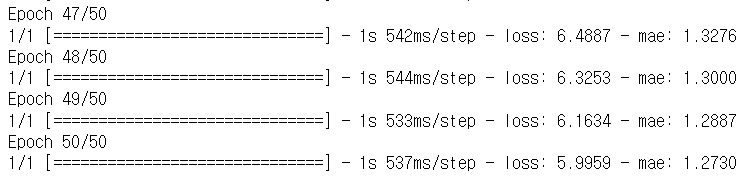 Epoch 47/50
1/1 [==============================] - 1s 542ms/step - loss: 6.4887 - mae: 1.3276
Epoch 48/50
1/1 [==============================] - 1s 544ms/step - loss: 6.3253 - mae: 1.3000
Epoch 49/50
1/1 [==============================] - 1s 533ms/step - loss: 6.1634 - mae: 1.2887
Epoch 50/50
1/1 [==============================] - 1s 537ms/step - loss: 5.9959 - mae: 1.2730